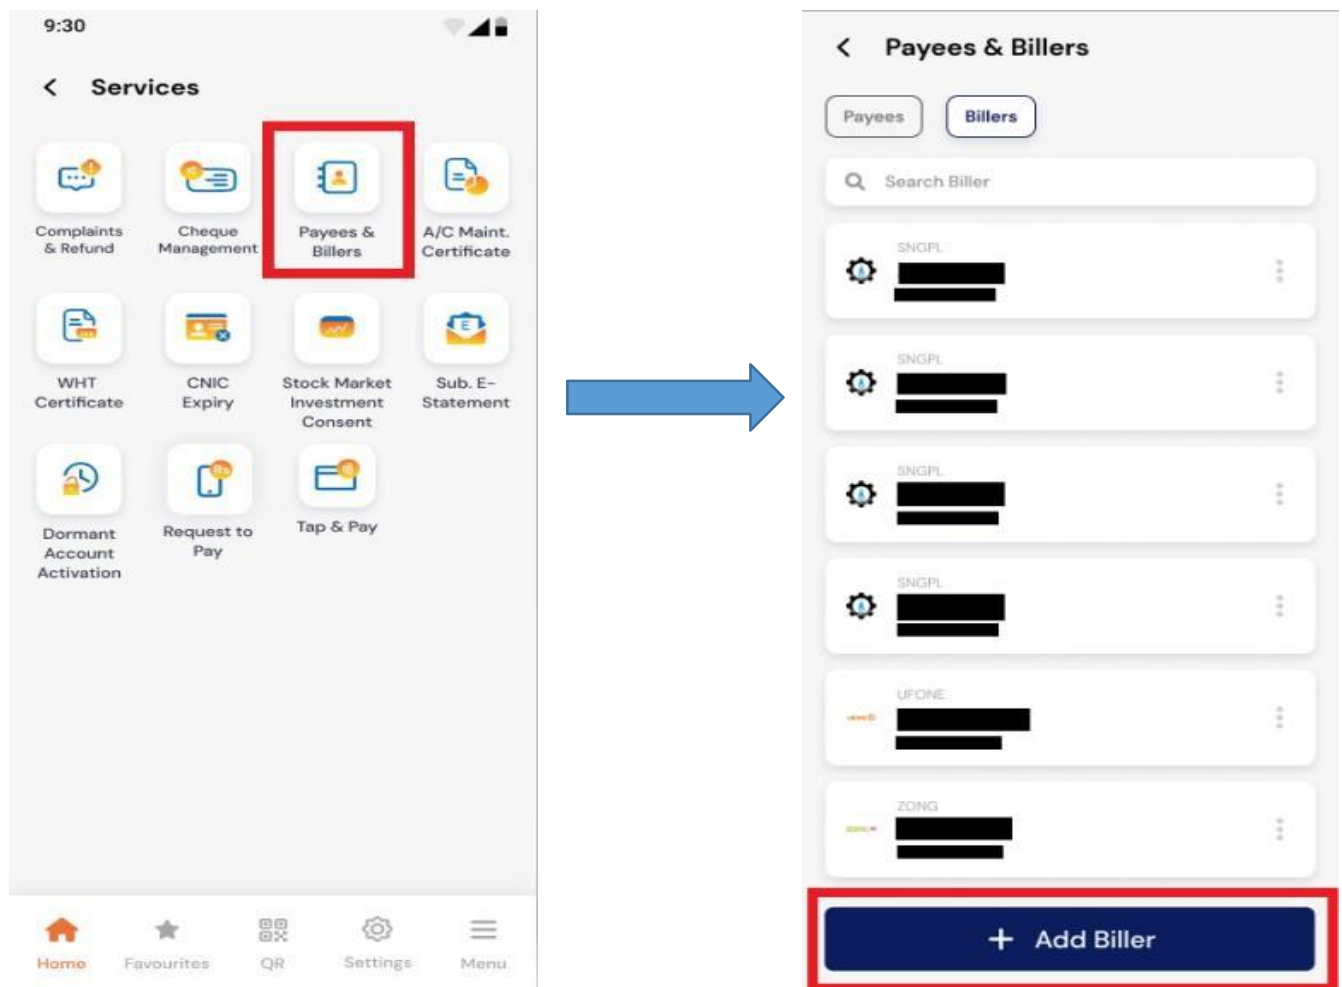 9:30
Services
Complaints
& Refund
Cheque
Management
Payees &
Billers
A/C Maint.
Certificate
WHT
Certificate
CNIC
Expiry
Stock Market
Investment
Consent
Sub. E-
Statement
Dormant
Account
Activation
Request to
Pay
Tap & Pay
Home
Favourites
QR
Settings
Menu
Payees & Billers
Payees
Billers
Search Biller
SNGPL
SNGPL
SNGPL
SNGPL
UFONE
ZONG
+ Add Biller